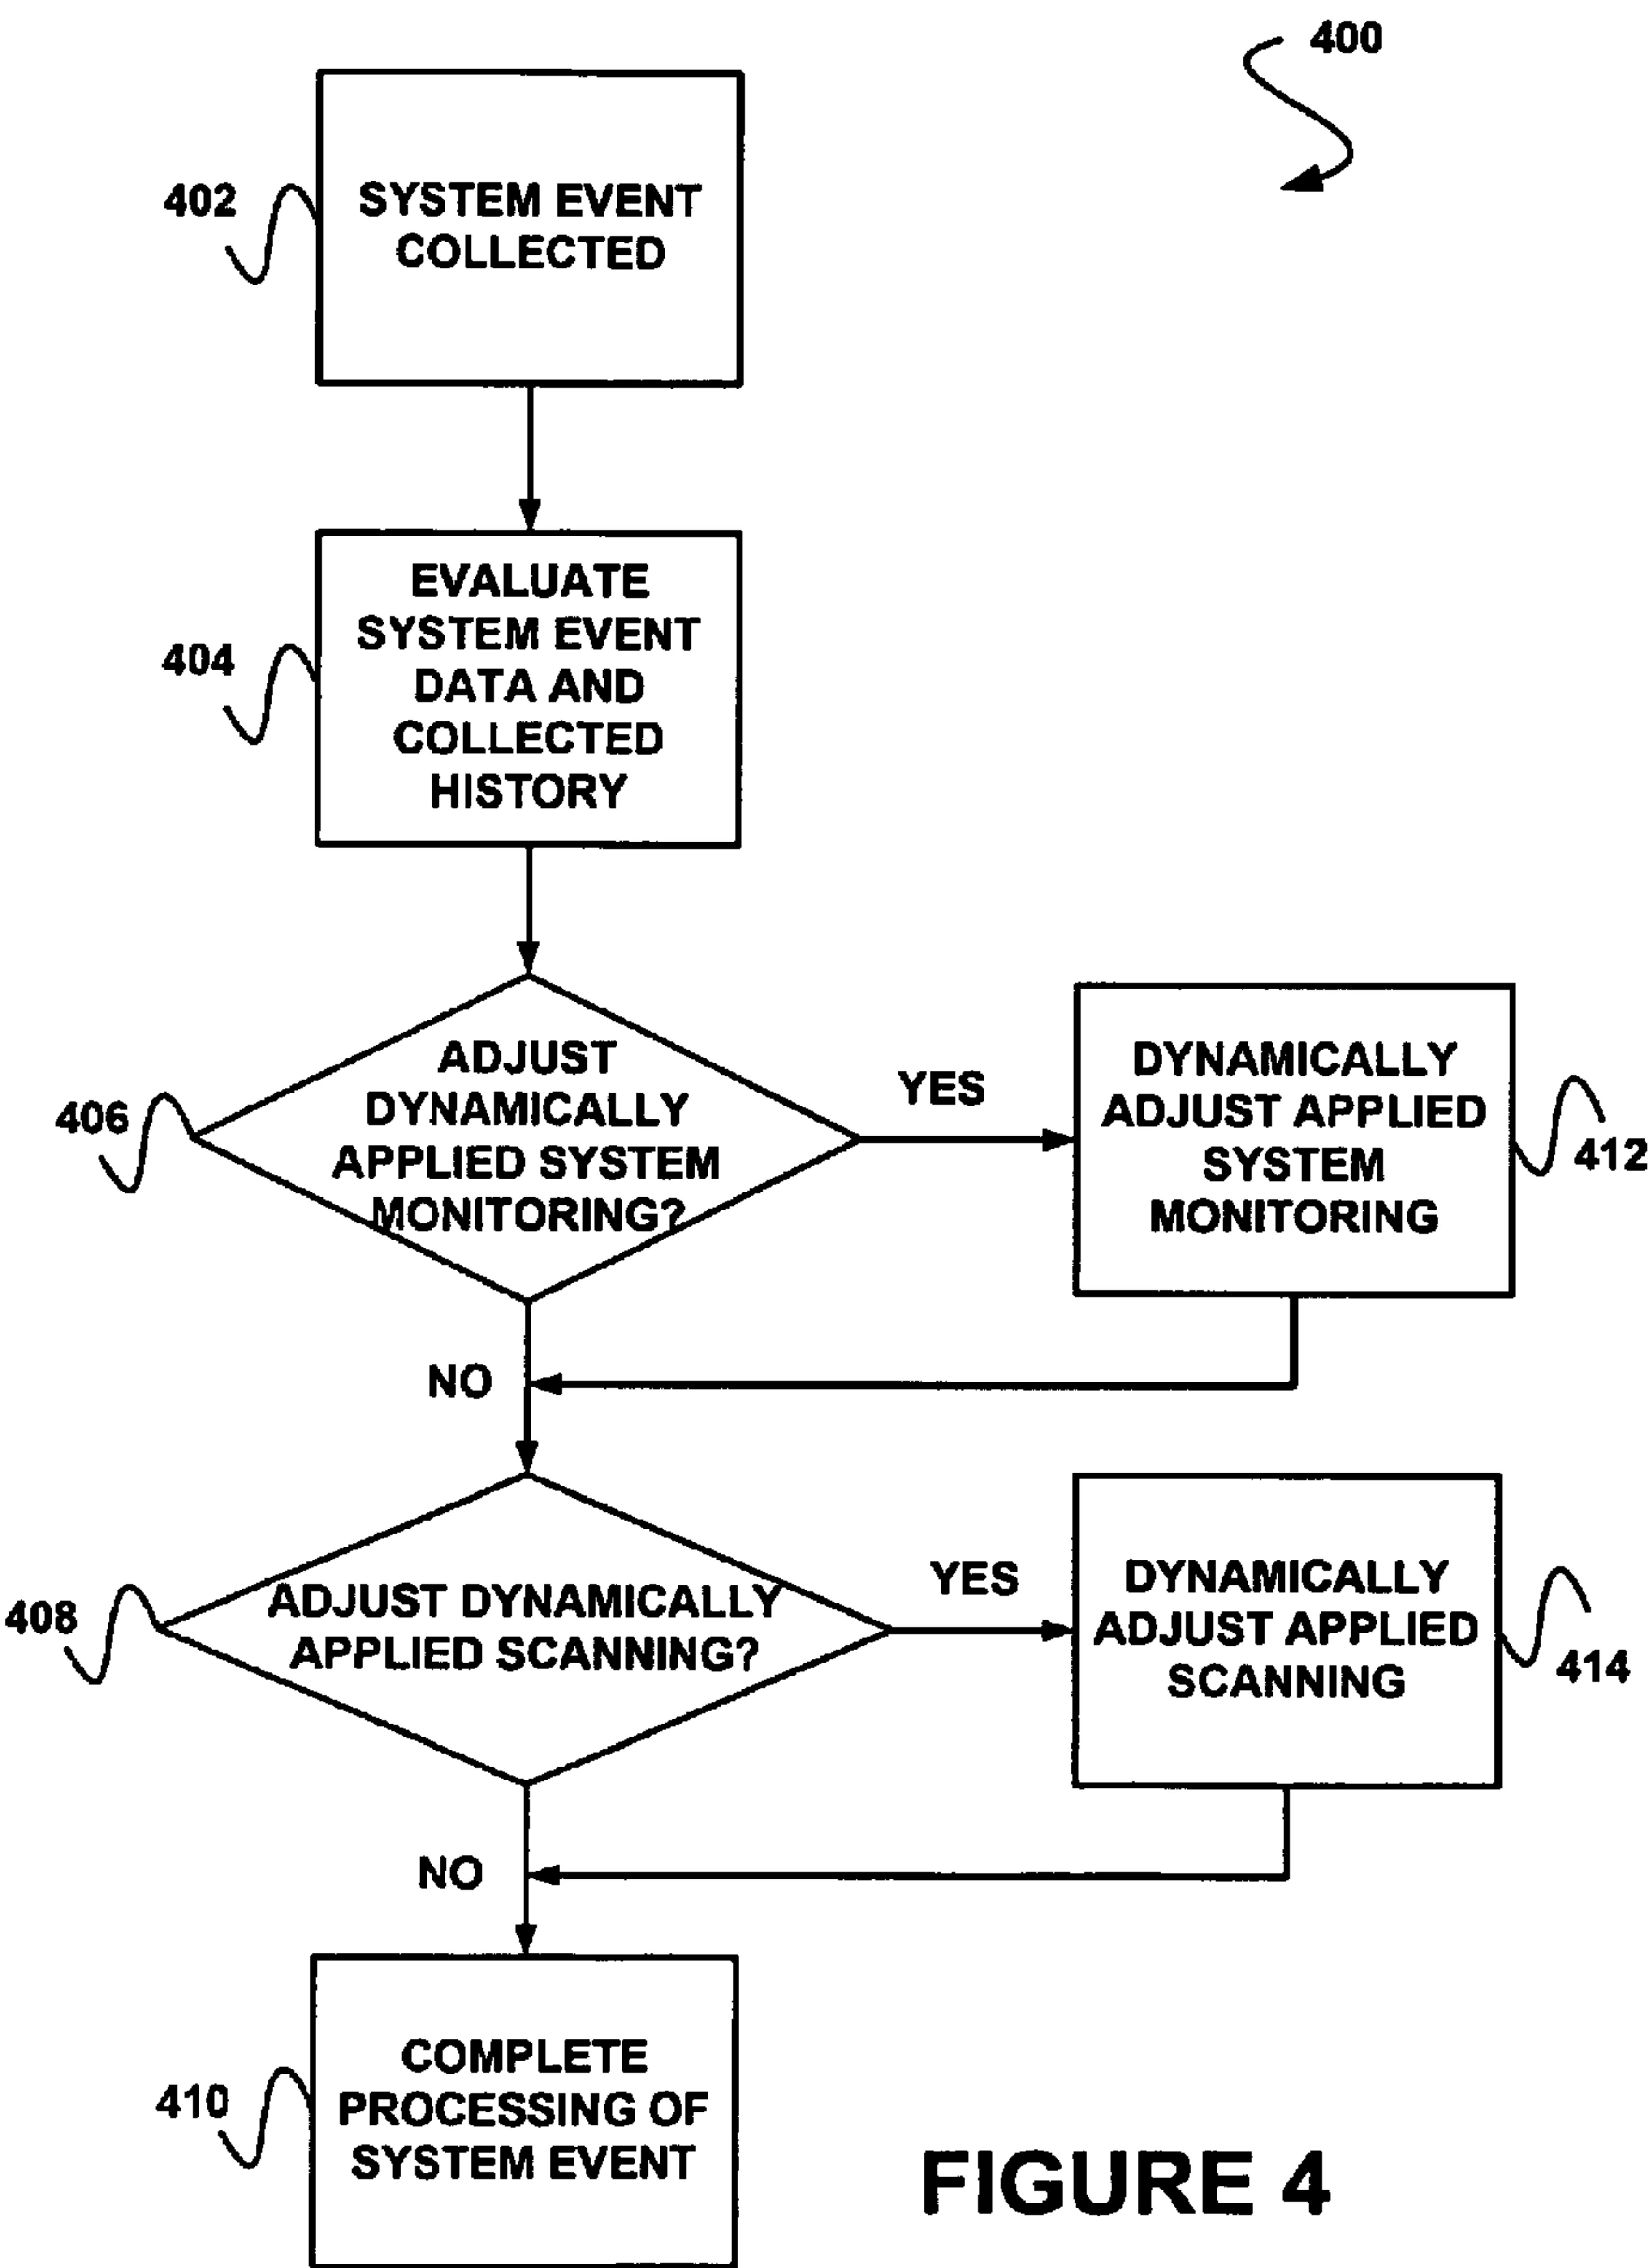 400
402
SYSTEM EVENT
COLLECTED
404
EVALUATE
SYSTEM EVENT
DATA AND
COLLECTED
HISTORY
406
ADJUST
DYNAMICALLY
APPLIED SYSTEM
MONITORING?
YES
DYNAMICALLY
ADJUST APPLIED
SYSTEM
MONITORING
412
NO
408
ADJUST DYNAMICALLY
APPLIED SCANNING?
YES
DYNAMICALLY
ADJUST APPLIED
SCANNING
414
NO
410
COMPLETE
PROCESSING OF
SYSTEM EVENT
FIGURE 4